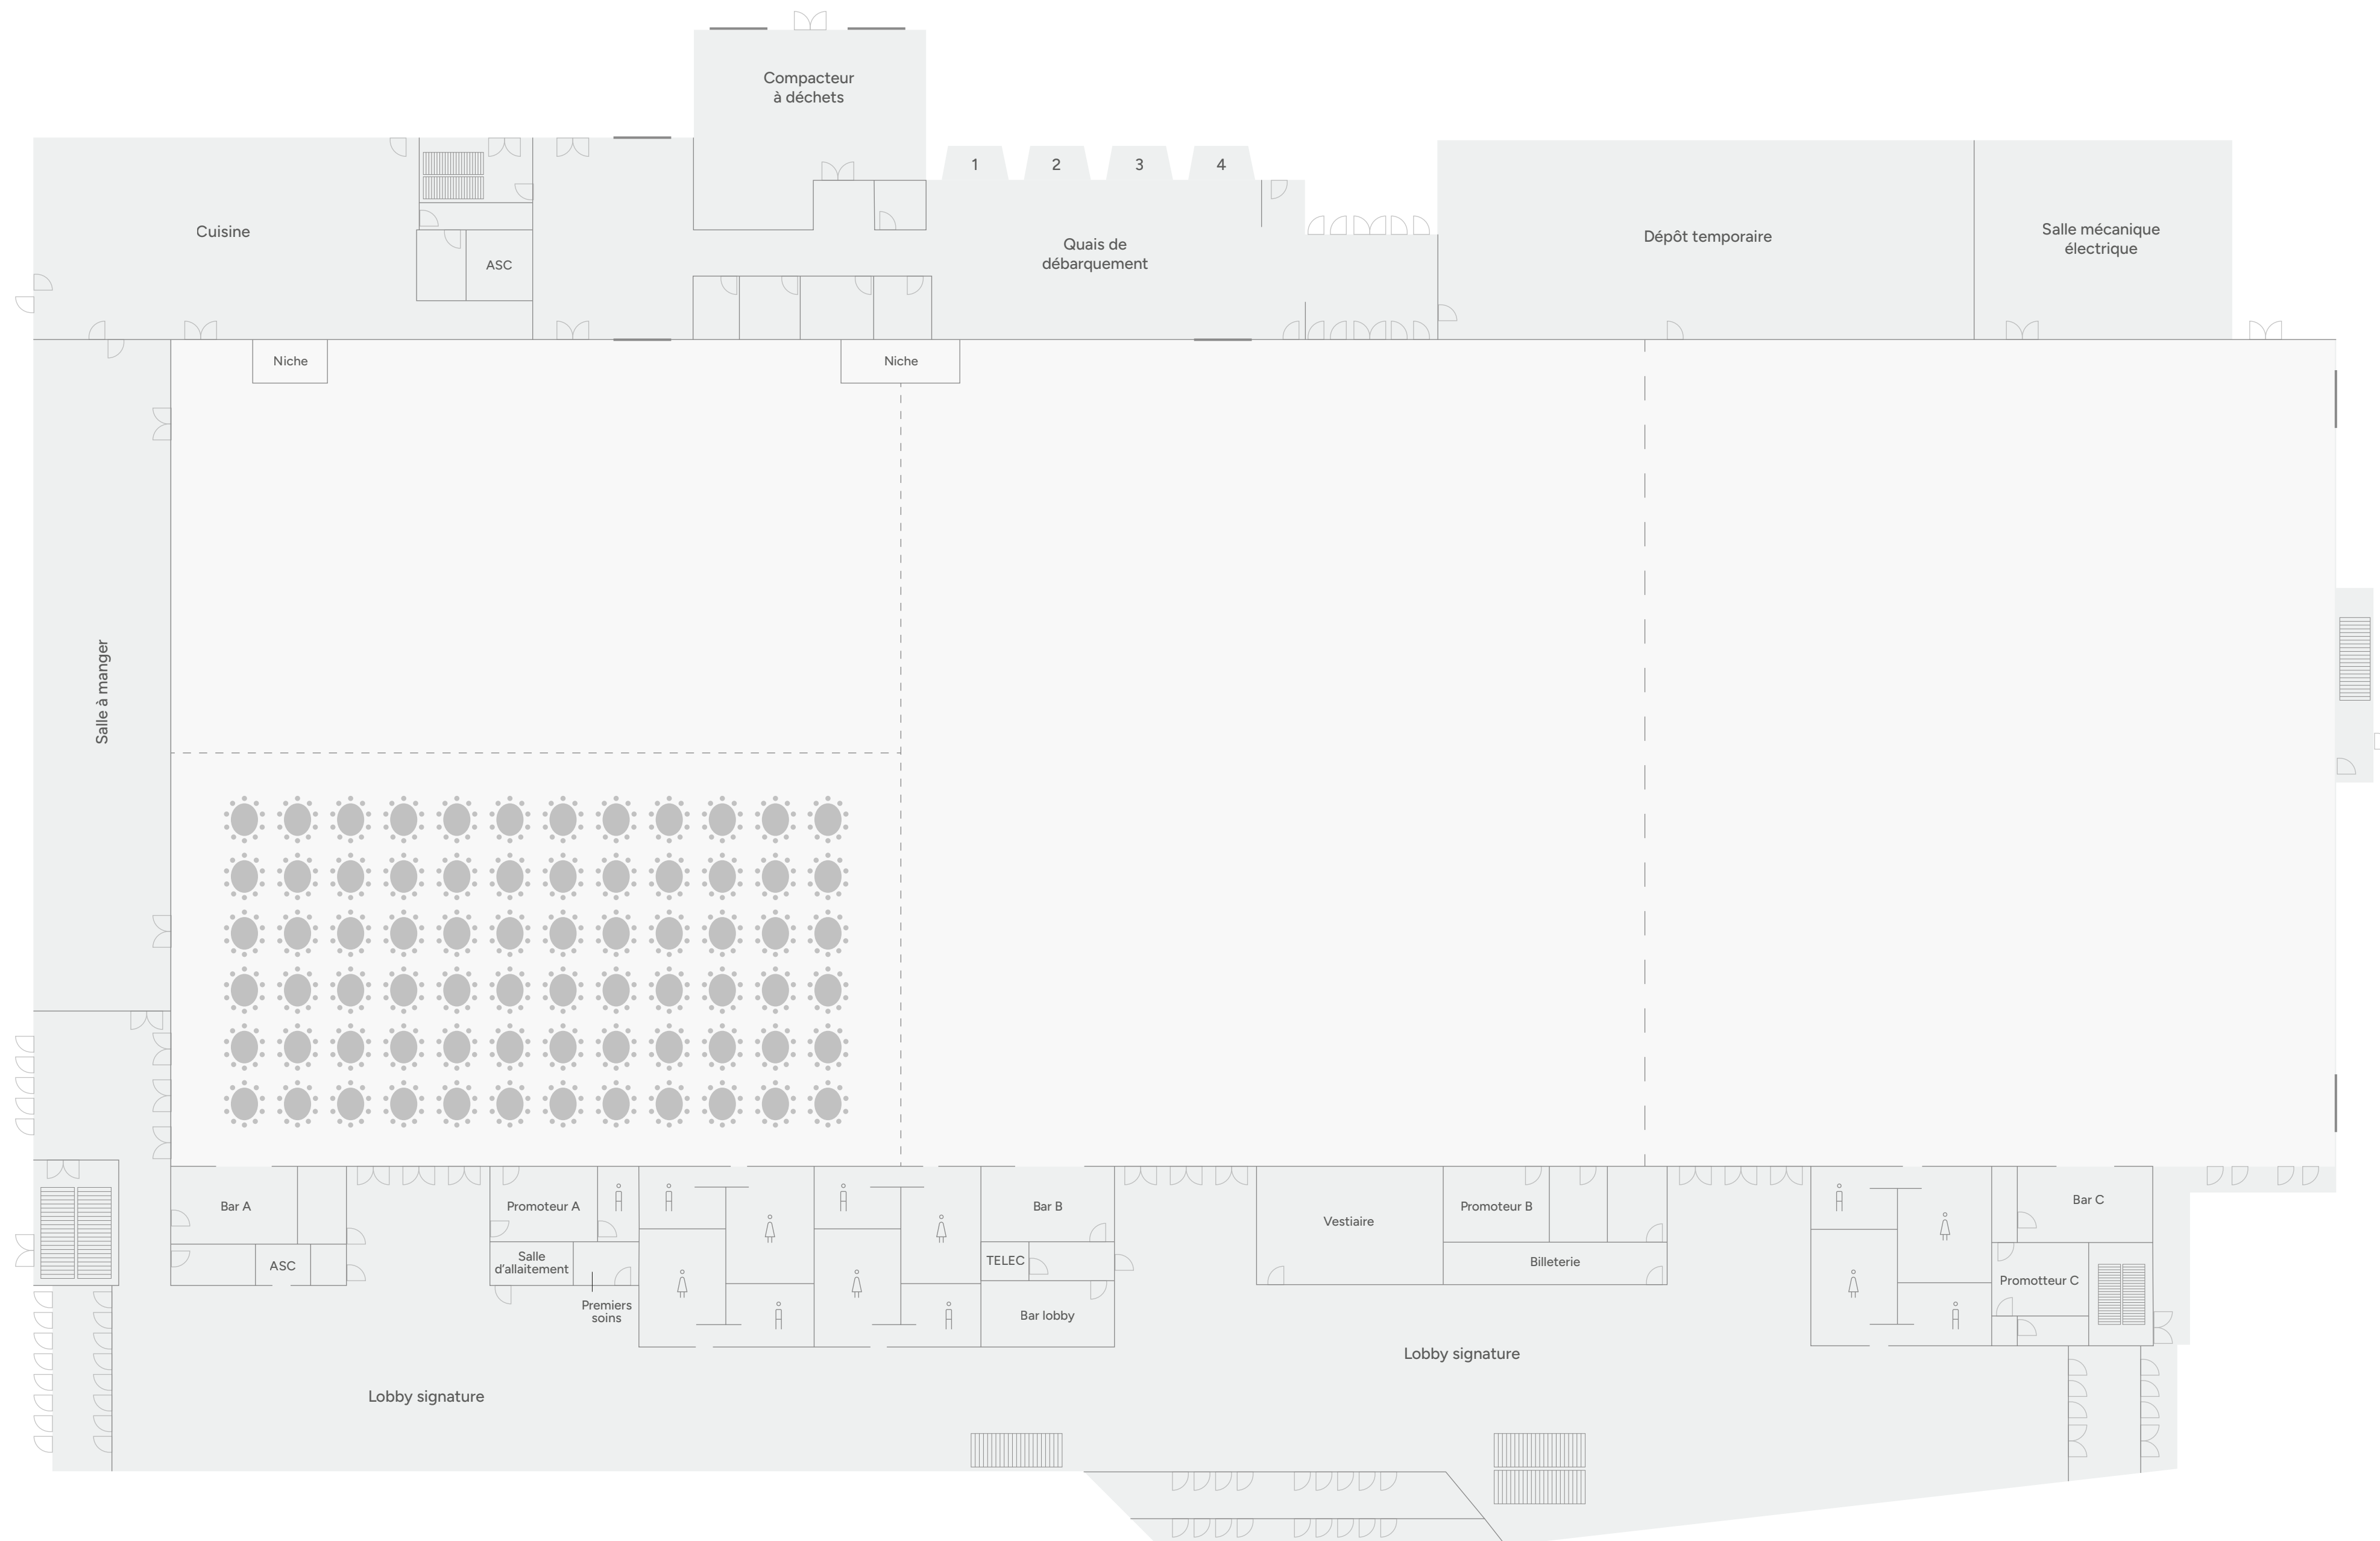 Compacteur
à déchets
1
2
3
4
Cuisine
ASC
Quais de
débarquement
Dépôt temporaire
Salle mécanique
électrique
Niche
Niche
Salle à manger
Bar A
ASC
Promoteur A
Salle
d'allaitement
Premiers
soins
Bar B
TELEC
Bar lobby
Vestiaire
Promoteur B
Billeterie
Bar C
Promotteur C
Lobby signature
Lobby signature